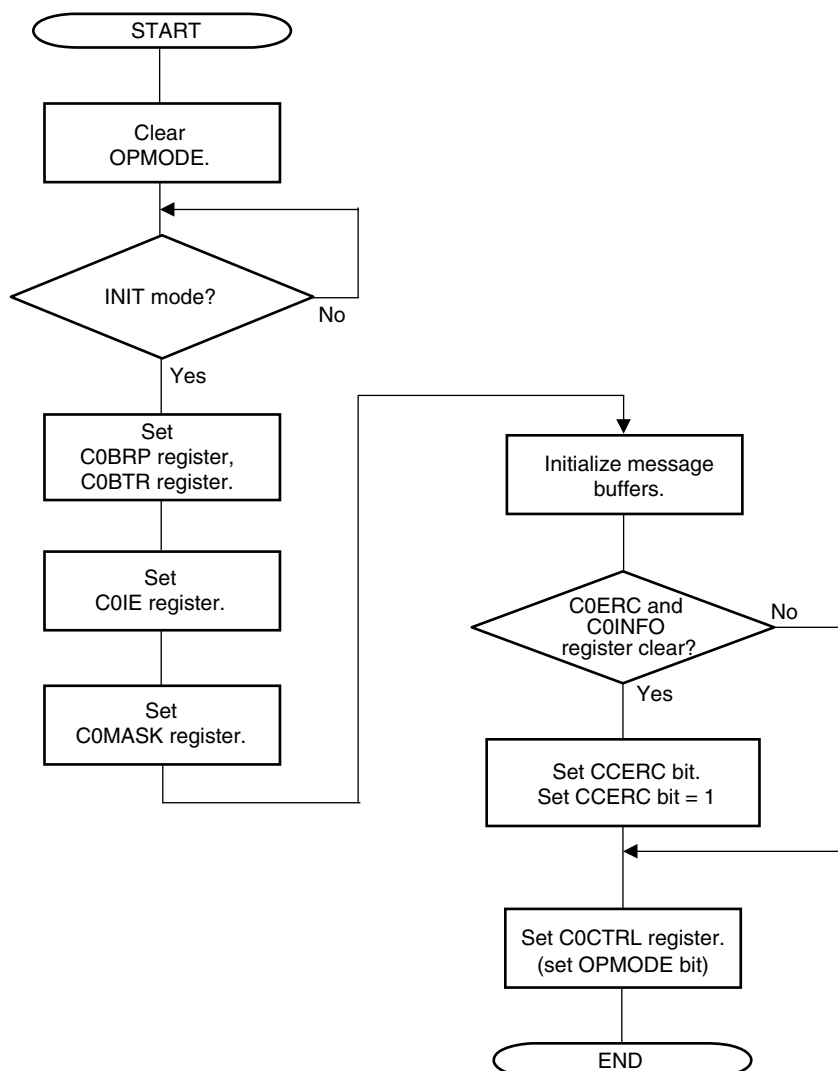 START
Clear
OPMODE.
INIT mode?
No
Yes
Set
C0BRP register,
C0BTR register.
Set
C0IE register.
Set
C0MASK register.
Initialize message
buffers.
C0ERC and
C0INFO
register clear?
No
Yes
Set CCERC bit.
Set CCERC bit = 1
Set C0CTRL register.
(set OPMODE bit)
END